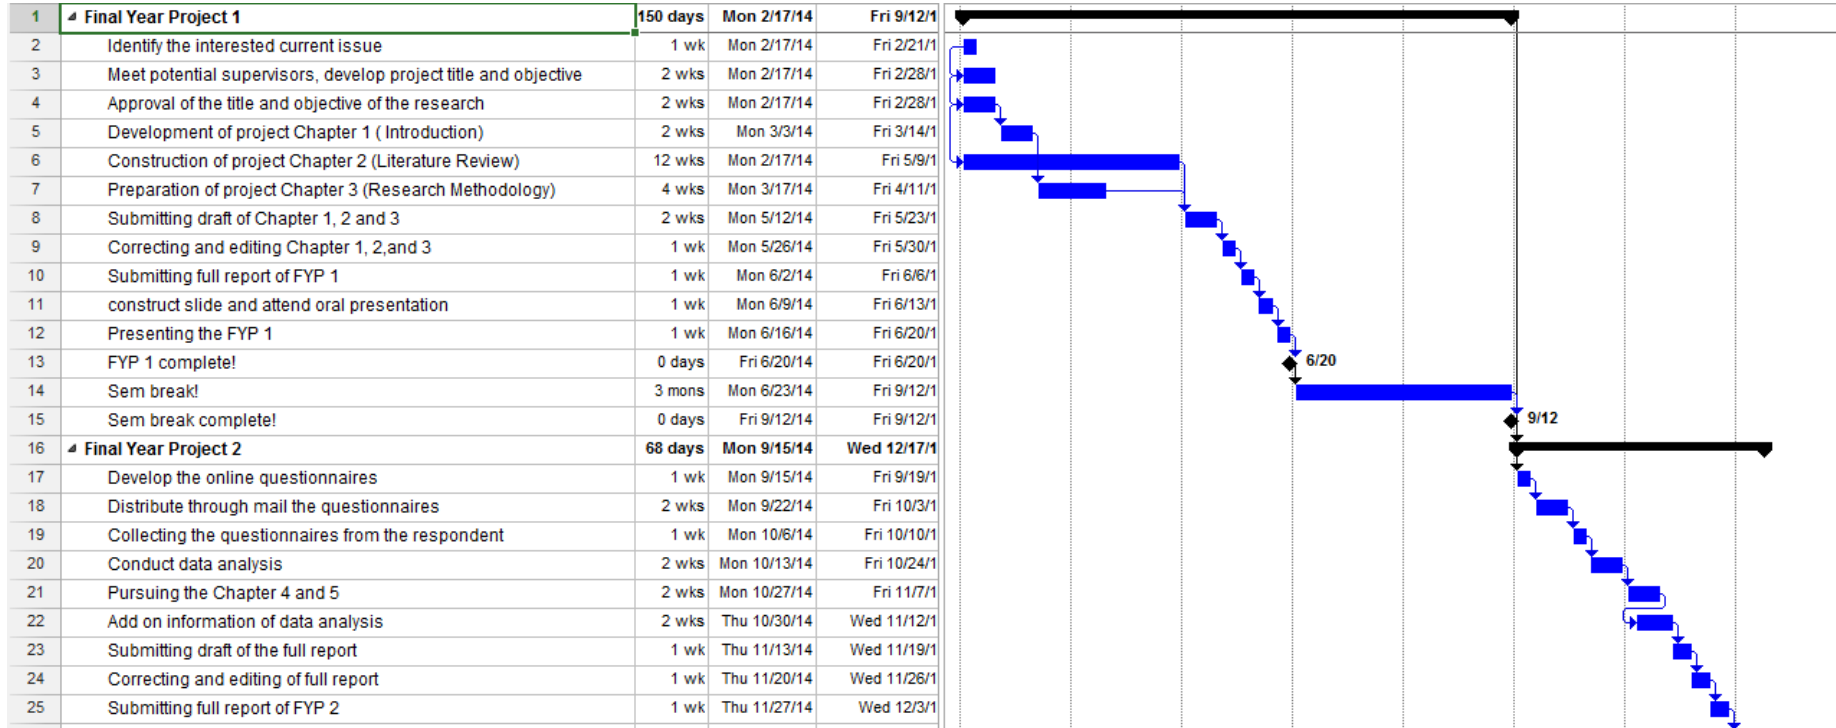 1 Final Year Project 1 150 days Mon 2/17/14 Fri 9/12/1
2 Identify the interested current issue 1 wk Mon 2/17/14 Fri 2/21/1
3 Meet potential supervisors, develop project title and objective 2 wks Mon 2/17/14 Fri 2/28/1
4 Approval of the title and objective of the research 2 wks Mon 2/17/14 Fri 2/28/1
5 Development of project Chapter 1 ( Introduction) 2 wks Mon 3/3/14 Fri 3/14/1
6 Construction of project Chapter 2 (Literature Review) 12 wks Mon 2/17/14 Fri 5/9/1
7 Preparation of project Chapter 3 (Research Methodology) 4 wks Mon 3/17/14 Fri 4/11/1
8 Submitting draft of Chapter 1, 2 and 3 2 wks Mon 5/12/14 Fri 5/23/1
9 Correcting and editing Chapter 1, 2,and 3 1 wk Mon 5/26/14 Fri 5/30/1
10 Submitting full report of FYP 1 1 wk Mon 6/2/14 Fri 6/6/1
11 construct slide and attend oral presentation 1 wk Mon 6/9/14 Fri 6/13/1
12 Presenting the FYP 1 1 wk Mon 6/16/14 Fri 6/20/1
13 FYP 1 complete! 0 days Fri 6/20/14 Fri 6/20/1 6/20
14 Sem break! 3 mons Mon 6/23/14 Fri 9/12/1
15 Sem break complete! 0 days Fri 9/12/14 Fri 9/12/1 9/12
16 Final Year Project 2 68 days Mon 9/15/14 Wed 12/17/1
17 Develop the online questionnaires 1 wk Mon 9/15/14 Fri 9/19/1
18 Distribute through mail the questionnaires 2 wks Mon 9/22/14 Fri 10/3/1
19 Collecting the questionnaires from the respondent 1 wk Mon 10/6/14 Fri 10/10/1
20 Conduct data analysis 2 wks Mon 10/13/14 Fri 10/24/1
21 Pursuing the Chapter 4 and 5 2 wks Mon 10/27/14 Fri 11/7/1
22 Add on information of data analysis 2 wks Thu 10/30/14 Wed 11/12/1
23 Submitting draft of the full report 1 wk Thu 11/13/14 Wed 11/19/1
24 Correcting and editing of full report 1 wk Thu 11/20/14 Wed 11/26/1
25 Submitting full report of FYP 2 1 wk Thu 11/27/14 Wed 12/3/1